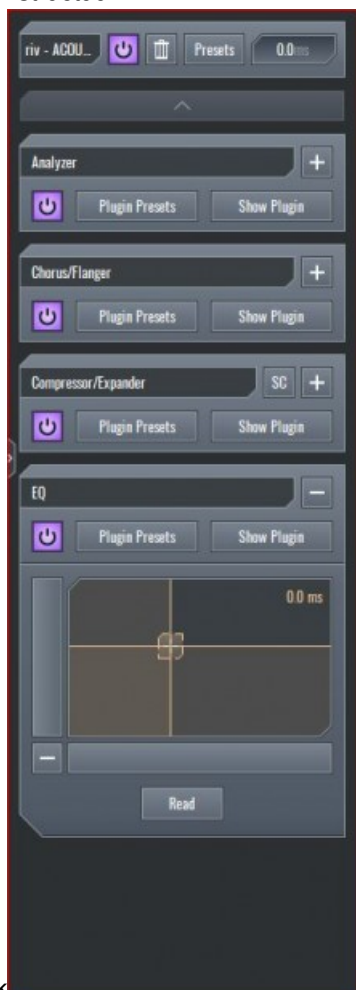 riv - ACOU... Presets 0.0ms
Analyzer
Plugin Presets Show Plugin
Chorus/Flanger
Plugin Presets Show Plugin
Compressor/Expander SC
Plugin Presets Show Plugin
EQ
Plugin Presets Show Plugin
0.0 ms
Read